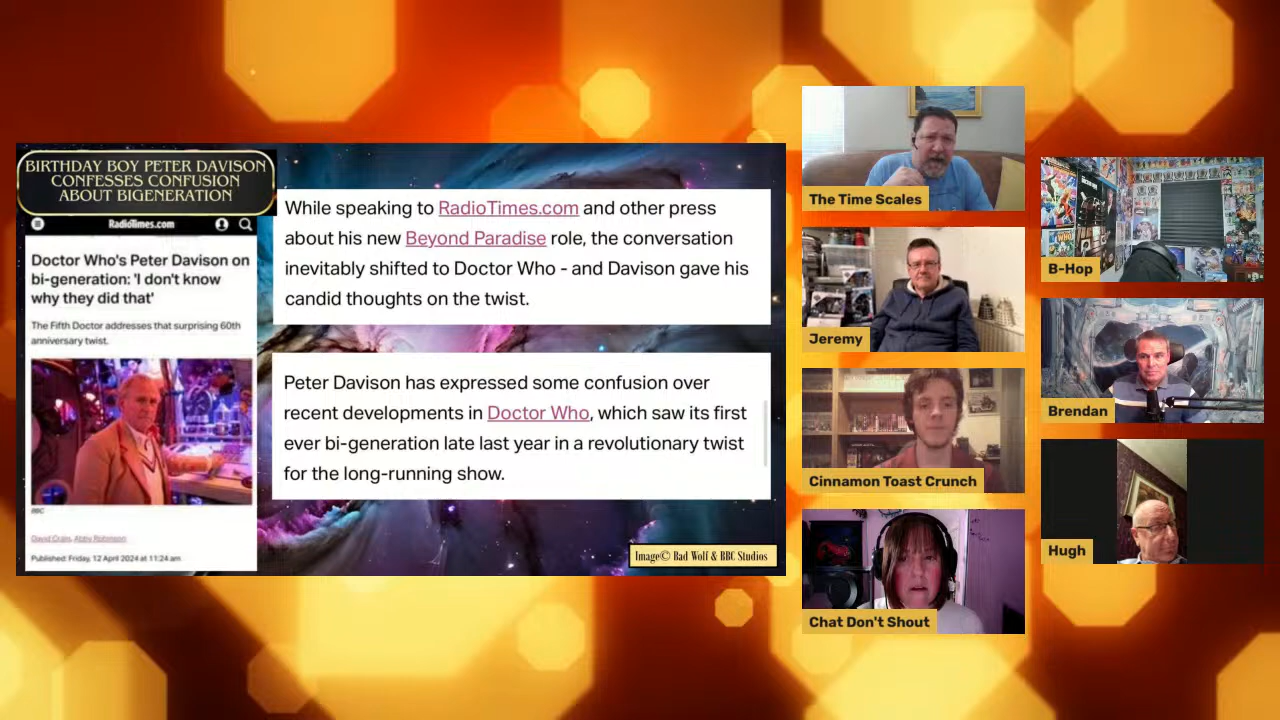 BIRTHDAY BOY PETER DAVISON
CONFESSES CONFUSION
ABOUT BIGENERATION
RadioTimes.com
Doctor Who's Peter Davison on
bi-generation: 'I don't know
why they did that'
The Fifth Doctor addresses that surprising 60th
anniversary twist.
BBC
David Craig, Abby Robinson
Published: Friday, 12 April 2024 at 11:24 am
While speaking to RadioTimes.com and other press
about his new Beyond Paradise role, the conversation
inevitably shifted to Doctor Who - and Davison gave his
candid thoughts on the twist.
Peter Davison has expressed some confusion over
recent developments in Doctor Who, which saw its first
ever bi-generation late last year in a revolutionary twist
for the long-running show.
Image© Bad Wolf & BBC Studios
The Time Scales
Jeremy
Cinnamon Toast Crunch
Chat Don't Shout
B-Hop
Brendan
Hugh